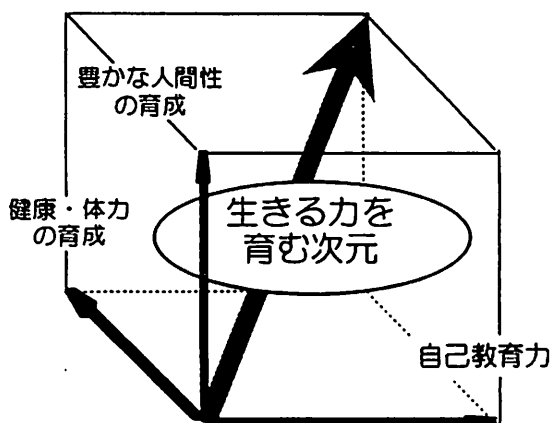 豊かな人間性
の育成
健康・体力
の育成
生きる力を
育む次元
自己教育力